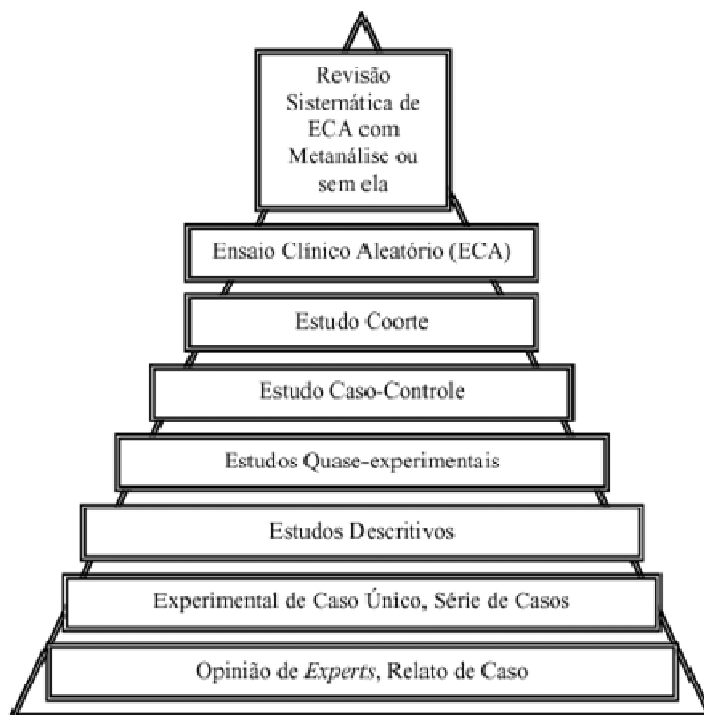 Revisão
Sistemática de
ECA com
Metanálise ou
sem ela
Ensaio Clínico Aleatório (ECA)
Estudo Coorte
Estudo Caso-Controle
Estudos Quase-experimentais
Estudos Descritivos
Experimental de Caso Único, Série de Casos
Opinião de Experts, Relato de Caso